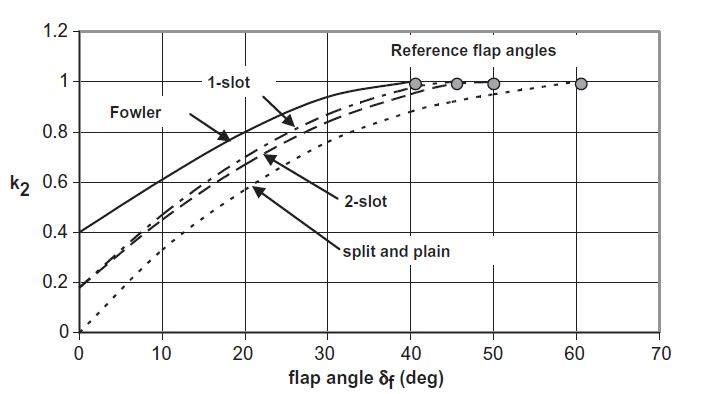 1.2
Reference flap angles
1
1-slot
Fowler
0.8
k2
0.6
2-slot
0.4
split and plain
0.2
0
0 10 20 30 40 50 60 70
flap angle δf (deg)